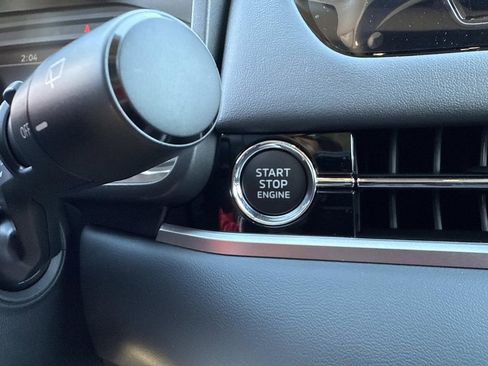 2:04
OFF
START
STOP
ENGINE